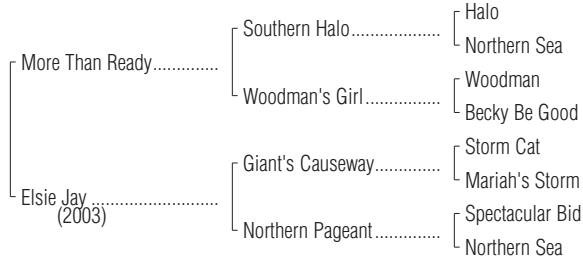 Halo
Southern Halo....................
Northern Sea
More Than Ready..............
Woodman
Woodman's Girl.................
Becky Be Good
Storm Cat
Giant's Causeway...............
Mariah's Storm
Elsie Jay ...........................
(2003)
Spectacular Bid
Northern Pageant...............
Northern Sea